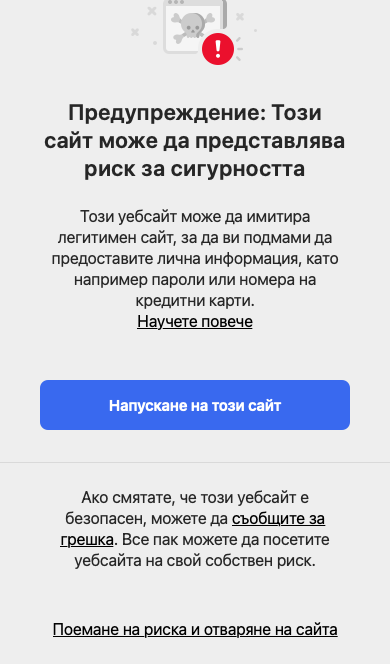 Предупреждение: Този
сайт може да представлява
риск за сигурността
Този уебсайт може да имитира
легитимен сайт, за да ви подмами да
предоставите лична информация, като
например пароли или номера на
кредитни карти.
Научете повече
Напускане на този сайт
Ако смятате, че този уебсайт е
безопасен, можете да съобщите за
грешка. Все пак можете да посетите
уебсайта на свой собствен риск.
Поемане на риска и отваряне на сайта